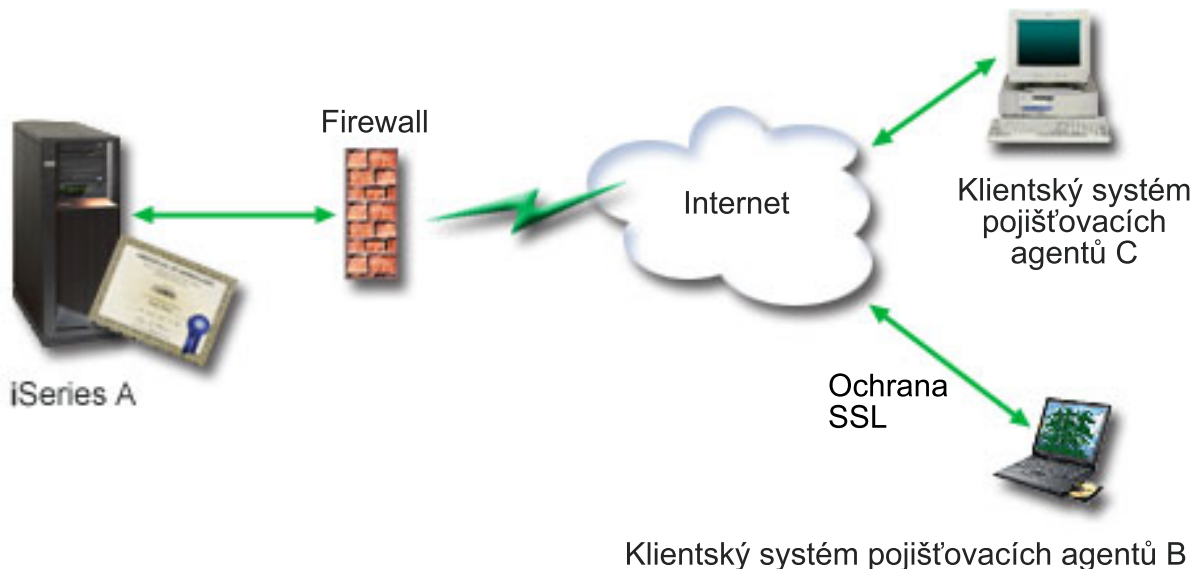 Firewall
Internet
Klientský systém
pojišťovacích
agentů C
iSeries A
Ochrana
SSL
Klientský systém pojišťovacích agentů B